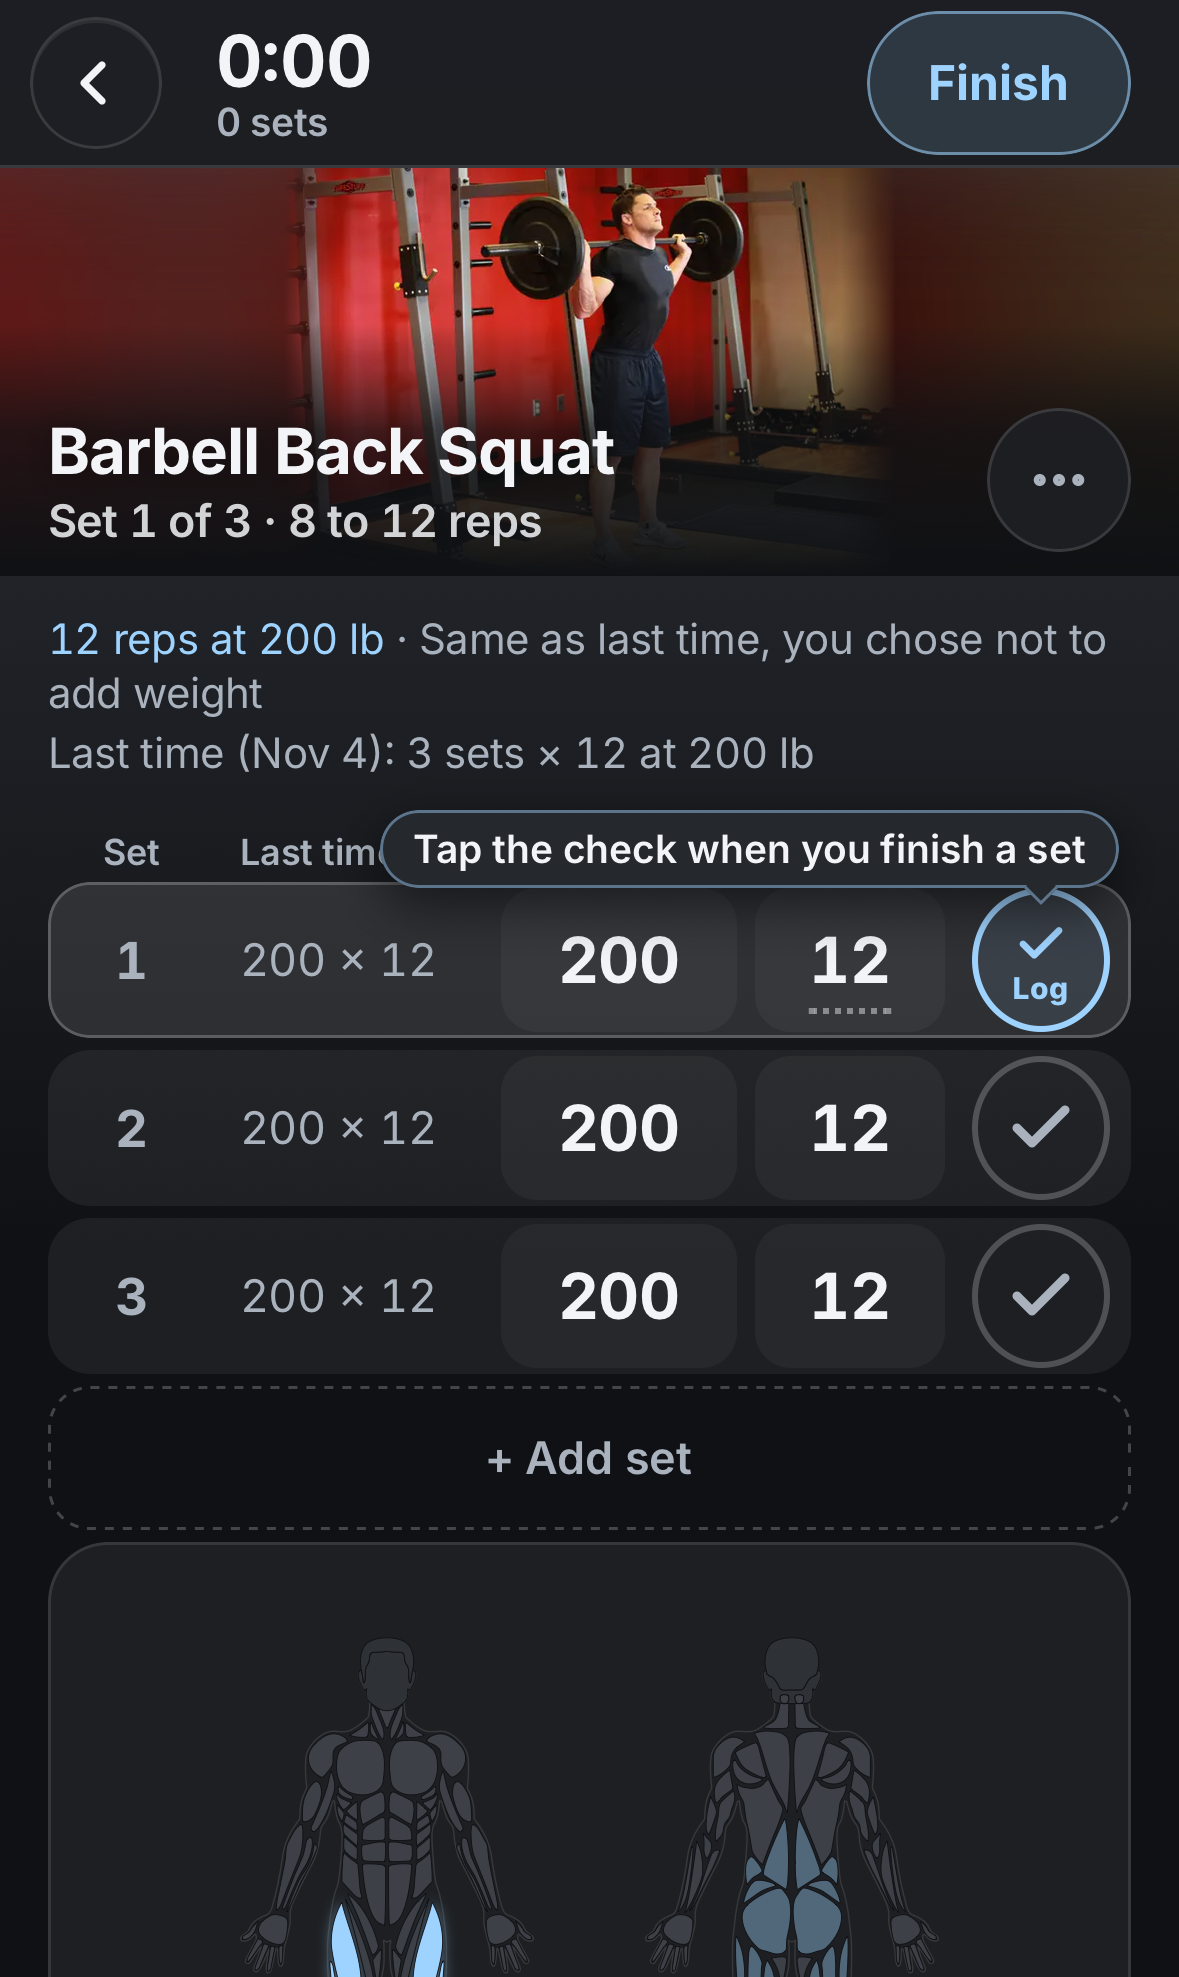 0:00
0 sets
Finish
Barbell Back Squat
Set 1 of 3 · 8 to 12 reps
12 reps at 200 lb · Same as last time, you chose not to
add weight
Last time (Nov 4): 3 sets × 12 at 200 lb
Tap the check when you finish a set
Set Last time
1 200 × 12 200 12 Log
2 200 × 12 200 12
3 200 × 12 200 12
+ Add set